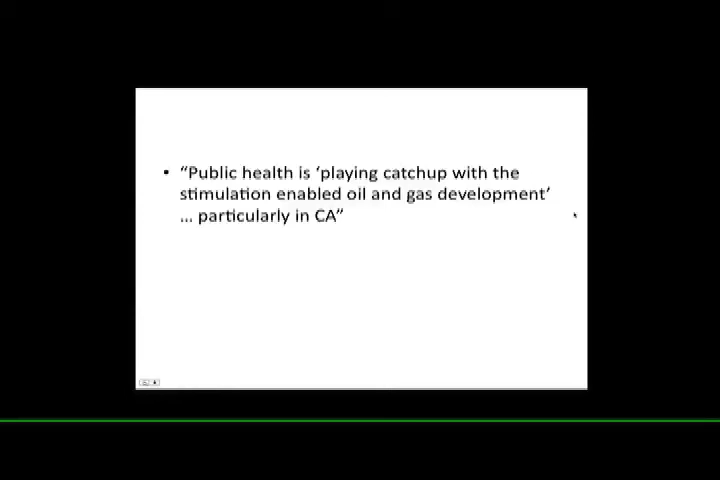 • “Public health is ‘playing catchup with the
stimulation enabled oil and gas development’
… particularly in CA”